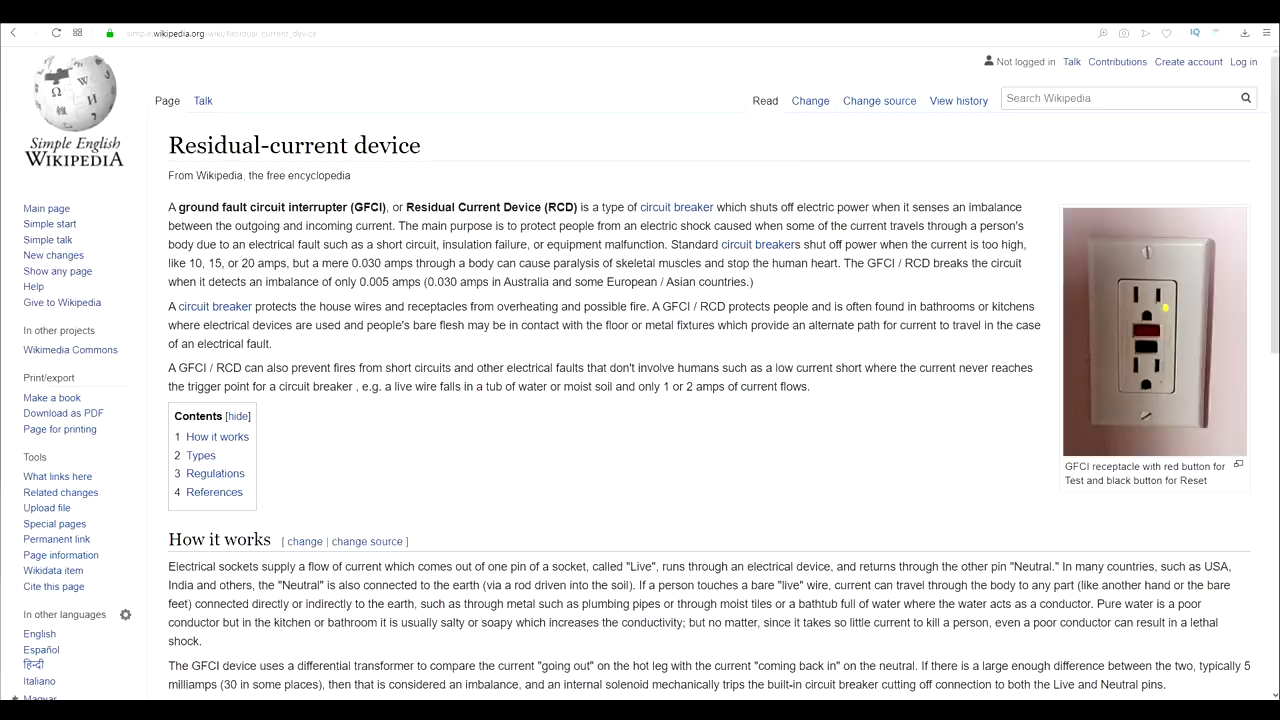 simple.wikipedia.org/wiki/Residual-current_device
IQ
Not logged in Talk Contributions Create account Log in
Page Talk Read Change Change source View history Search Wikipedia
Simple English
WIKIPEDIA
Residual-current device
From Wikipedia, the free encyclopedia
A ground fault circuit interrupter (GFCI), or Residual Current Device (RCD) is a type of circuit breaker which shuts off electric power when it senses an imbalance
between the outgoing and incoming current. The main purpose is to protect people from an electric shock caused when some of the current travels through a person's
body due to an electrical fault such as a short circuit, insulation failure, or equipment malfunction. Standard circuit breakers shut off power when the current is too high,
like 10, 15, or 20 amps, but a mere 0.030 amps through a body can cause paralysis of skeletal muscles and stop the human heart. The GFCI / RCD breaks the circuit
when it detects an imbalance of only 0.005 amps (0.030 amps in Australia and some European / Asian countries.)
A circuit breaker protects the house wires and receptacles from overheating and possible fire. A GFCI / RCD protects people and is often found in bathrooms or kitchens
where electrical devices are used and people's bare flesh may be in contact with the floor or metal fixtures which provide an alternate path for current to travel in the case
of an electrical fault.
A GFCI / RCD can also prevent fires from short circuits and other electrical faults that don't involve humans such as a low current short where the current never reaches
the trigger point for a circuit breaker , e.g. a live wire falls in a tub of water or moist soil and only 1 or 2 amps of current flows.
GFCI receptacle with red button for
Test and black button for Reset
Contents [hide]
1 How it works
2 Types
3 Regulations
4 References
How it works [ change | change source ]
Electrical sockets supply a flow of current which comes out of one pin of a socket, called "Live", runs through an electrical device, and returns through the other pin "Neutral." In many countries, such as USA,
India and others, the "Neutral" is also connected to the earth (via a rod driven into the soil). If a person touches a bare "live" wire, current can travel through the body to any part (like another hand or the bare
feet) connected directly or indirectly to the earth, such as through metal such as plumbing pipes or through moist tiles or a bathtub full of water where the water acts as a conductor. Pure water is a poor
conductor but in the kitchen or bathroom it is usually salty or soapy which increases the conductivity; but no matter, since it takes so little current to kill a person, even a poor conductor can result in a lethal
shock.
The GFCI device uses a differential transformer to compare the current "going out" on the hot leg with the current "coming back in" on the neutral. If there is a large enough difference between the two, typically 5
milliamps (30 in some places), then that is considered an imbalance, and an internal solenoid mechanically trips the built-in circuit breaker cutting off connection to both the Live and Neutral pins.
Main page
Simple start
Simple talk
New changes
Show any page
Help
Give to Wikipedia
In other projects
Wikimedia Commons
Print/export
Make a book
Download as PDF
Page for printing
Tools
What links here
Related changes
Upload file
Special pages
Permanent link
Page information
Wikidata item
Cite this page
In other languages
English
Español
हिन्दी
Italiano
Magyar